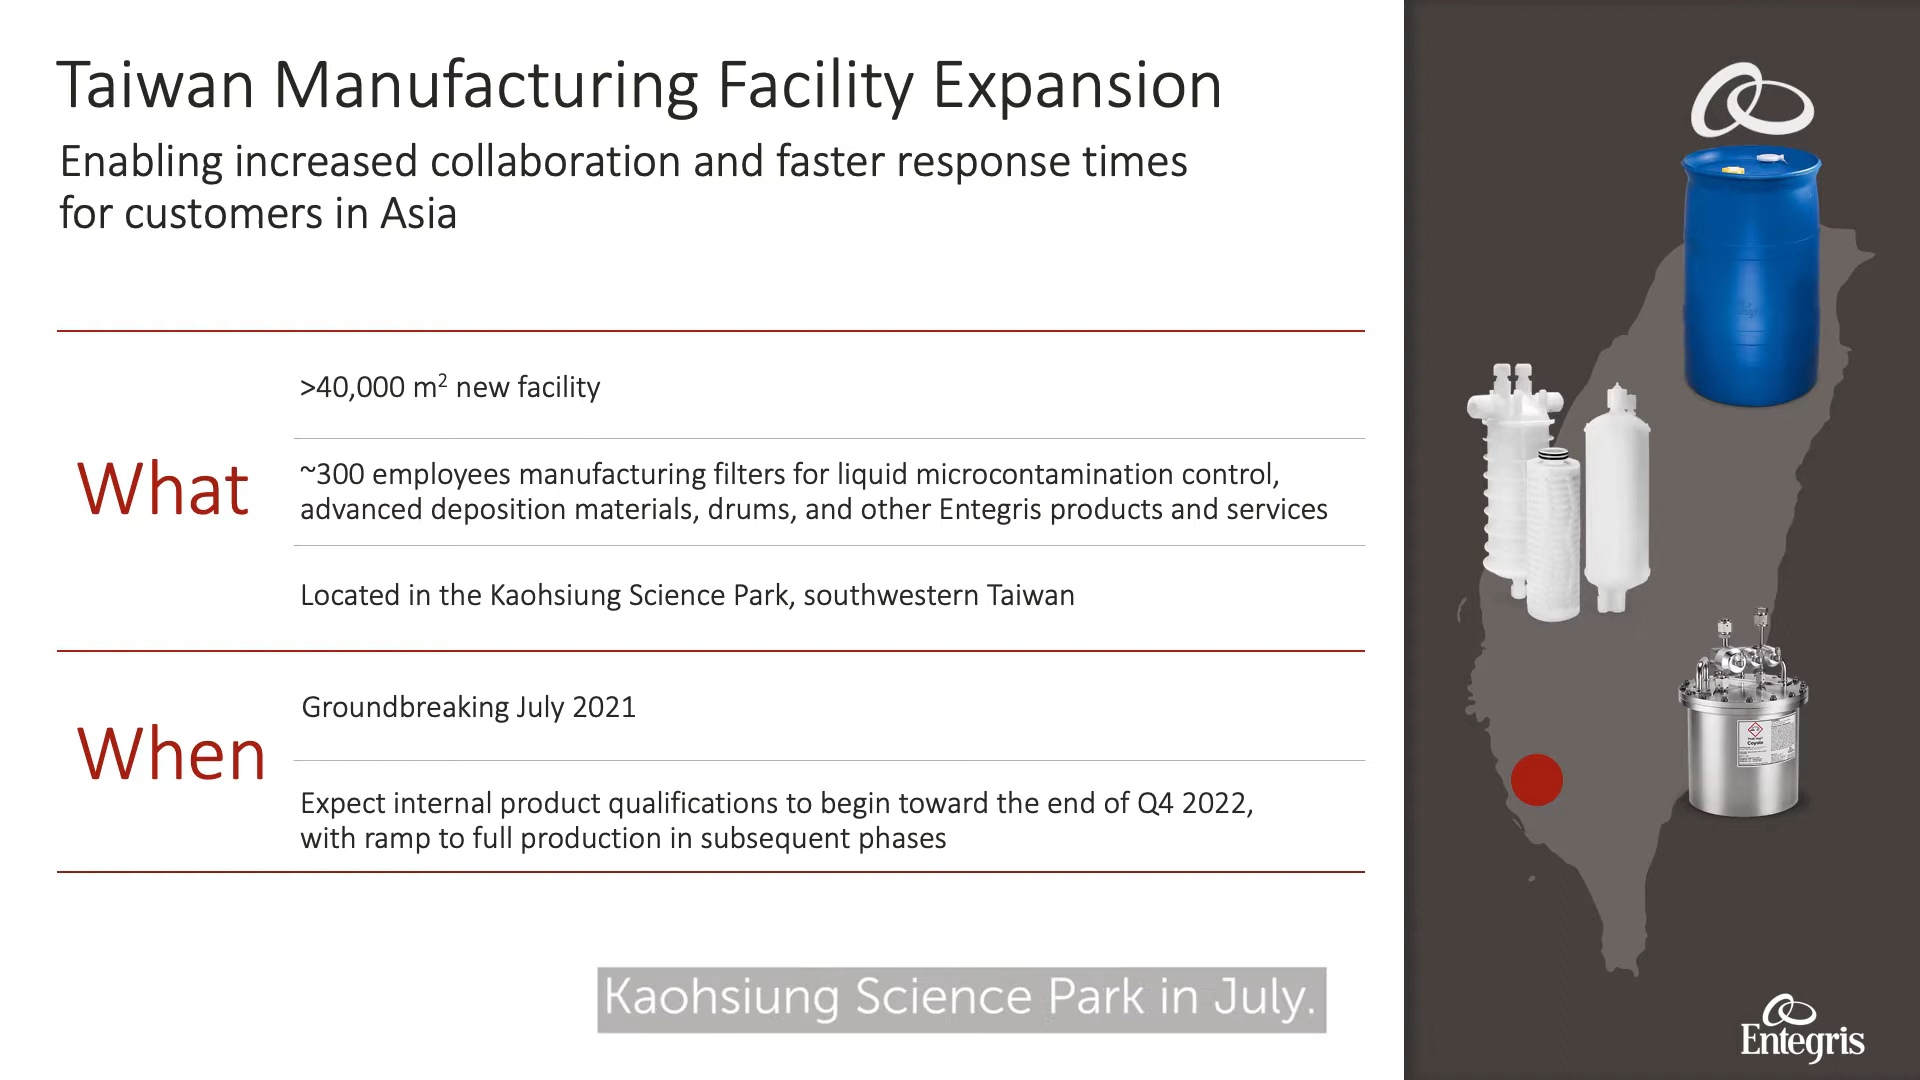 Taiwan Manufacturing Facility Expansion
Enabling increased collaboration and faster response times
for customers in Asia
What
>40,000 m² new facility
~300 employees manufacturing filters for liquid microcontamination control,
advanced deposition materials, drums, and other Entegris products and services
Located in the Kaohsiung Science Park, southwestern Taiwan
When
Groundbreaking July 2021
Expect internal product qualifications to begin toward the end of Q4 2022,
with ramp to full production in subsequent phases
Kaohsiung Science Park in July.
Entegris